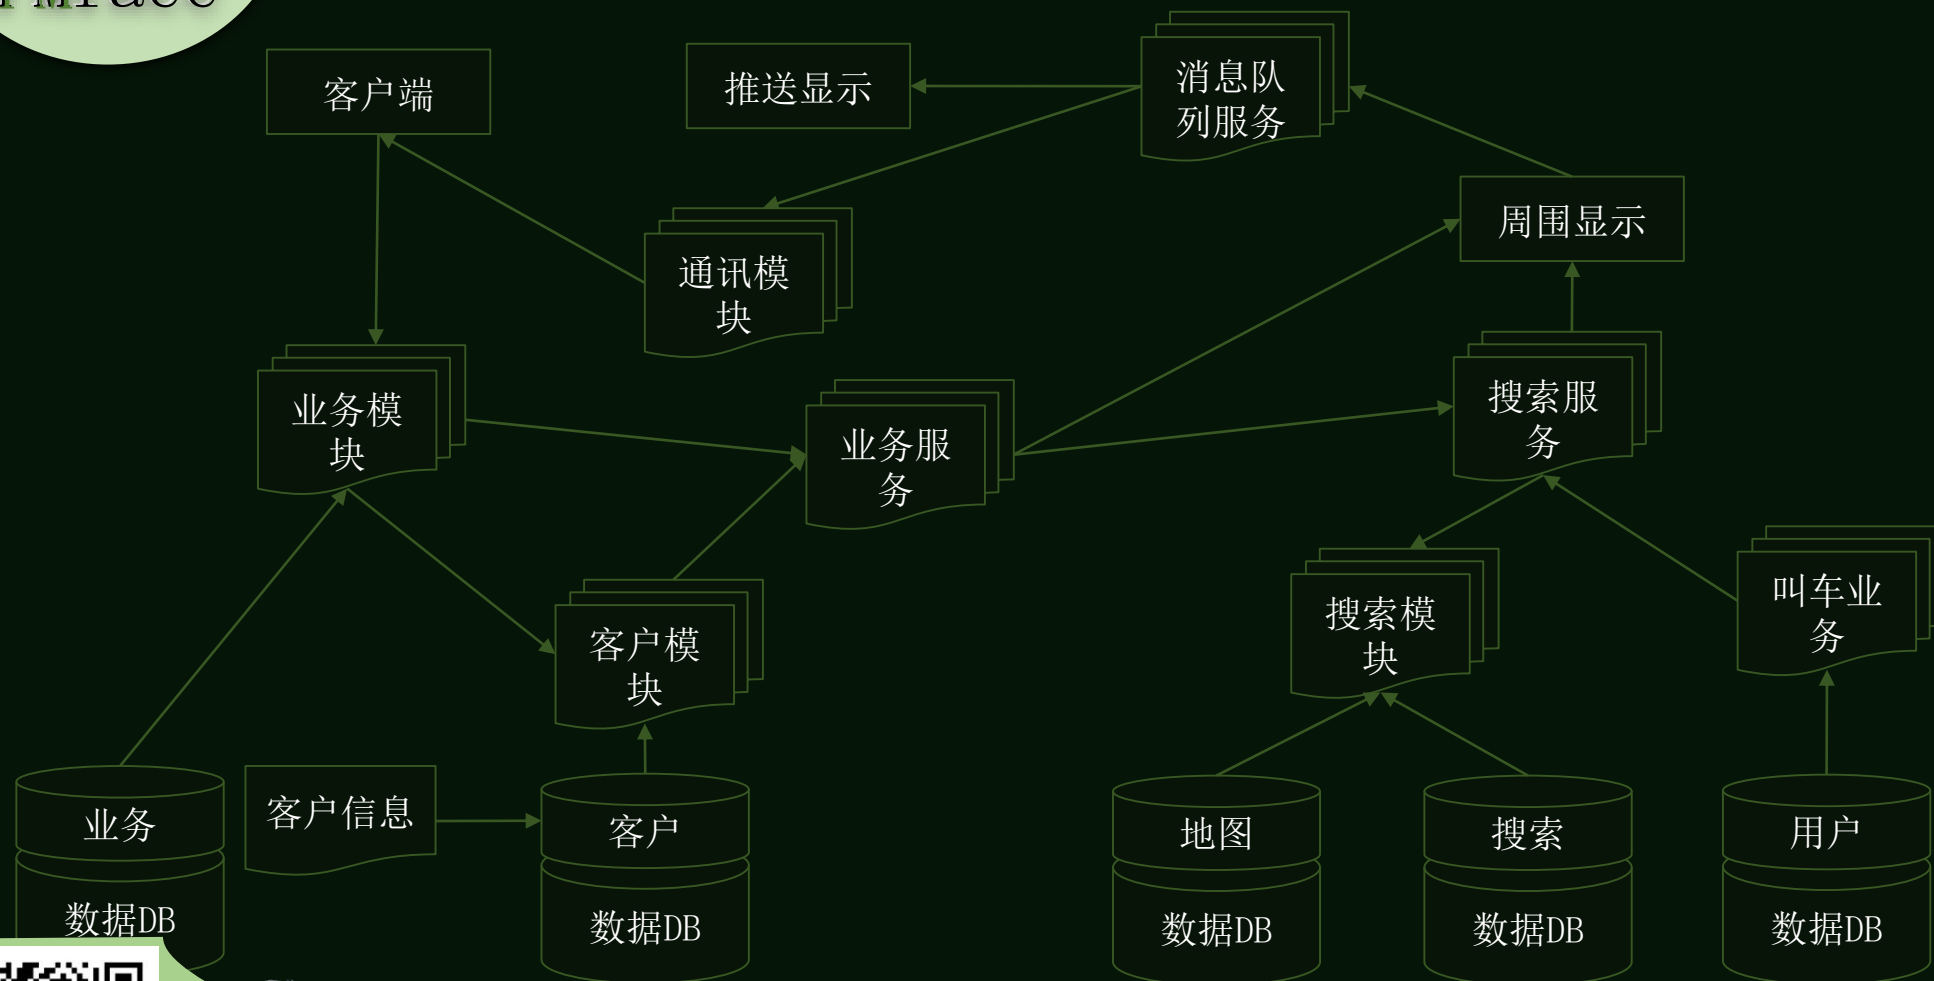 客户端
推送显示
消息队
列服务
周围显示
通讯模
块
业务模
块
业务服
务
搜索服
务
客户模
块
搜索模
块
叫车业
务
业务
数据DB
客户信息
客户
数据DB
地图
数据DB
搜索
数据DB
用户
数据DB